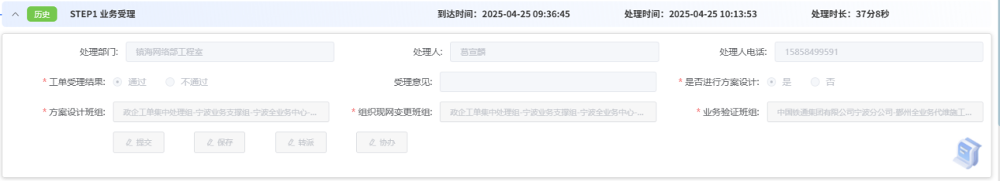 历史 STEP1 业务受理 到达时间：2025-04-25 09:36:45 处理时间：2025-04-25 10:13:53 处理时长：37分8秒
处理部门: 镇海网络部工程室 处理人: 葛宣麟 处理人电话: 15858499591
* 工单受理结果: 通过 不通过 受理意见: * 是否进行方案设计: 是 否
* 方案设计班组: 政企工单集中处理组-宁波业务支撑组-宁波全业务中心-... * 组织现网变更班组: 政企工单集中处理组-宁波业务支撑组-宁波全业务中心-... * 业务验证班组: 中国铁通集团有限公司宁波分公司-鄞州全业务代维施工...
提交 保存 转派 协办